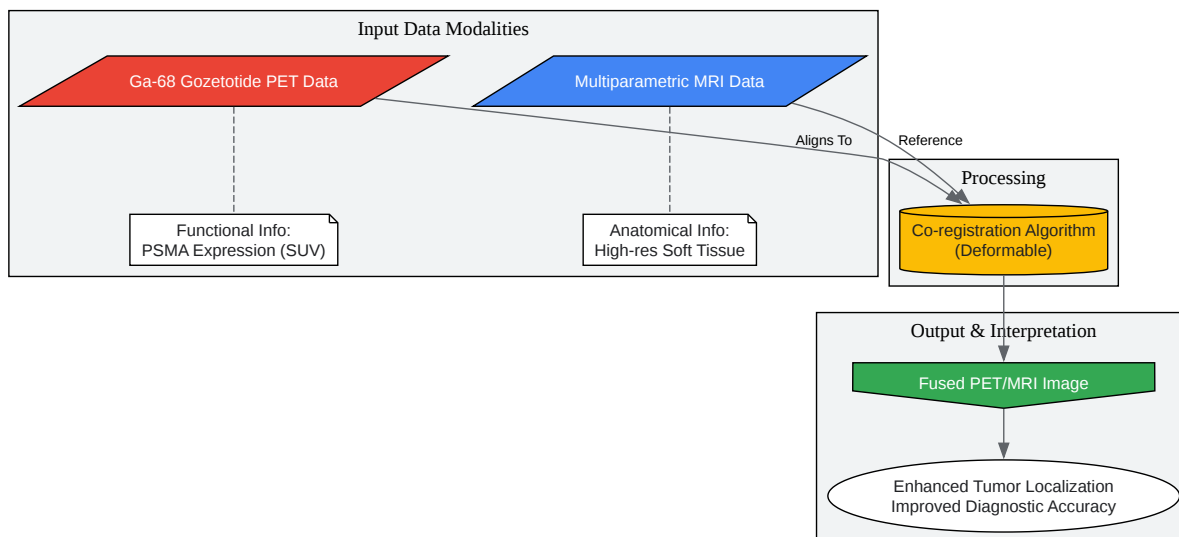 Input Data Modalities
Ga-68 Gozetotide PET Data
Multiparametric MRI Data
Aligns To
Reference
Processing
Functional Info:
PSMA Expression (SUV)
Anatomical Info:
High-res Soft Tissue
Co-registration Algorithm
(Deformable)
Output & Interpretation
Fused PET/MRI Image
Enhanced Tumor Localization
Improved Diagnostic Accuracy